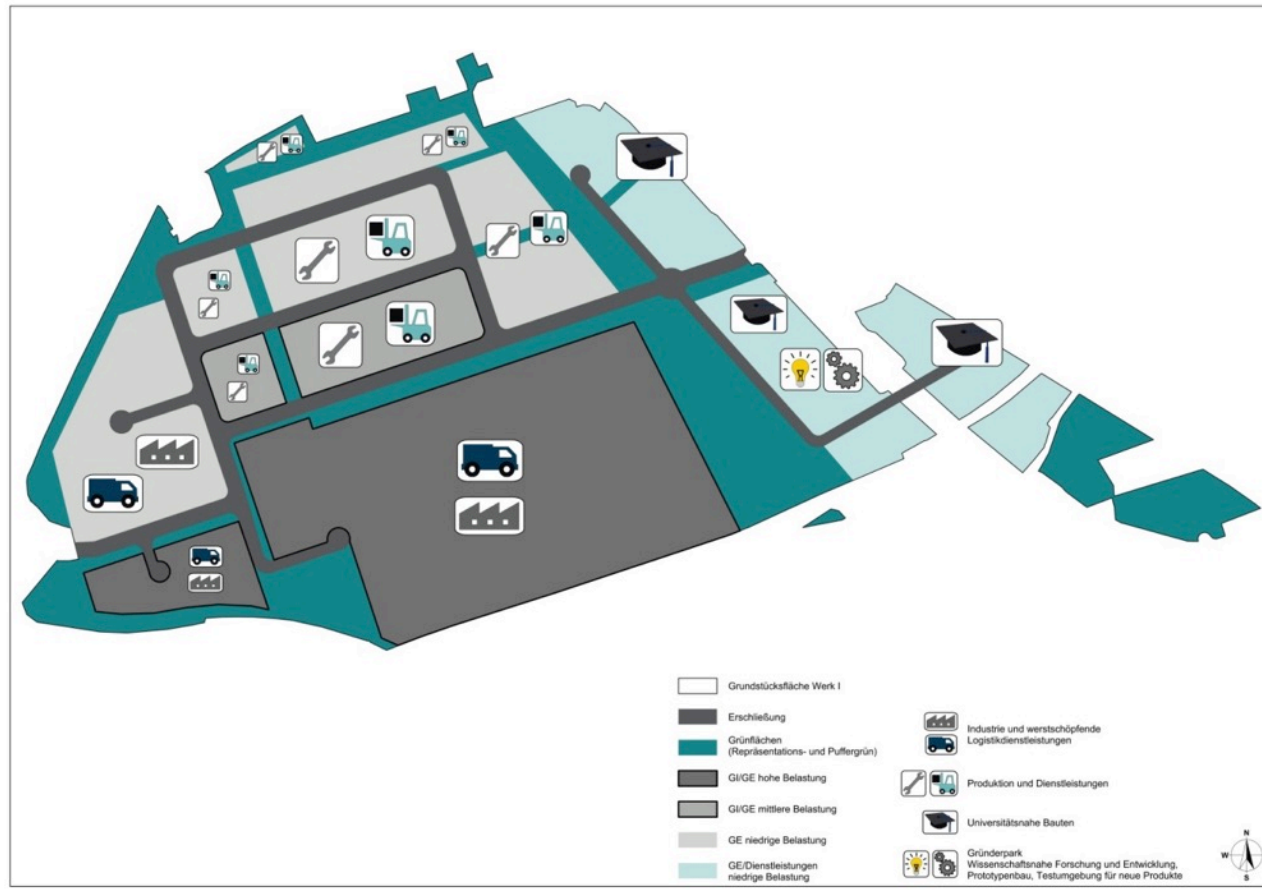 Grundstücksfläche Werk I
Erschließung
Grünflächen
(Repräsentations- und Puffergrün)
GI/GE hohe Belastung
GI/GE mittlere Belastung
GE niedrige Belastung
GE/Dienstleistungen
niedrige Belastung
Industrie und werstschöpfende
Logistikdienstleistungen
Produktion und Dienstleistungen
Universitätsnahe Bauten
Gründerpark
Wissenschaftsnahe Forschung und Entwicklung,
Prototypenbau, Testumgebung für neue Produkte
N
W
E
S